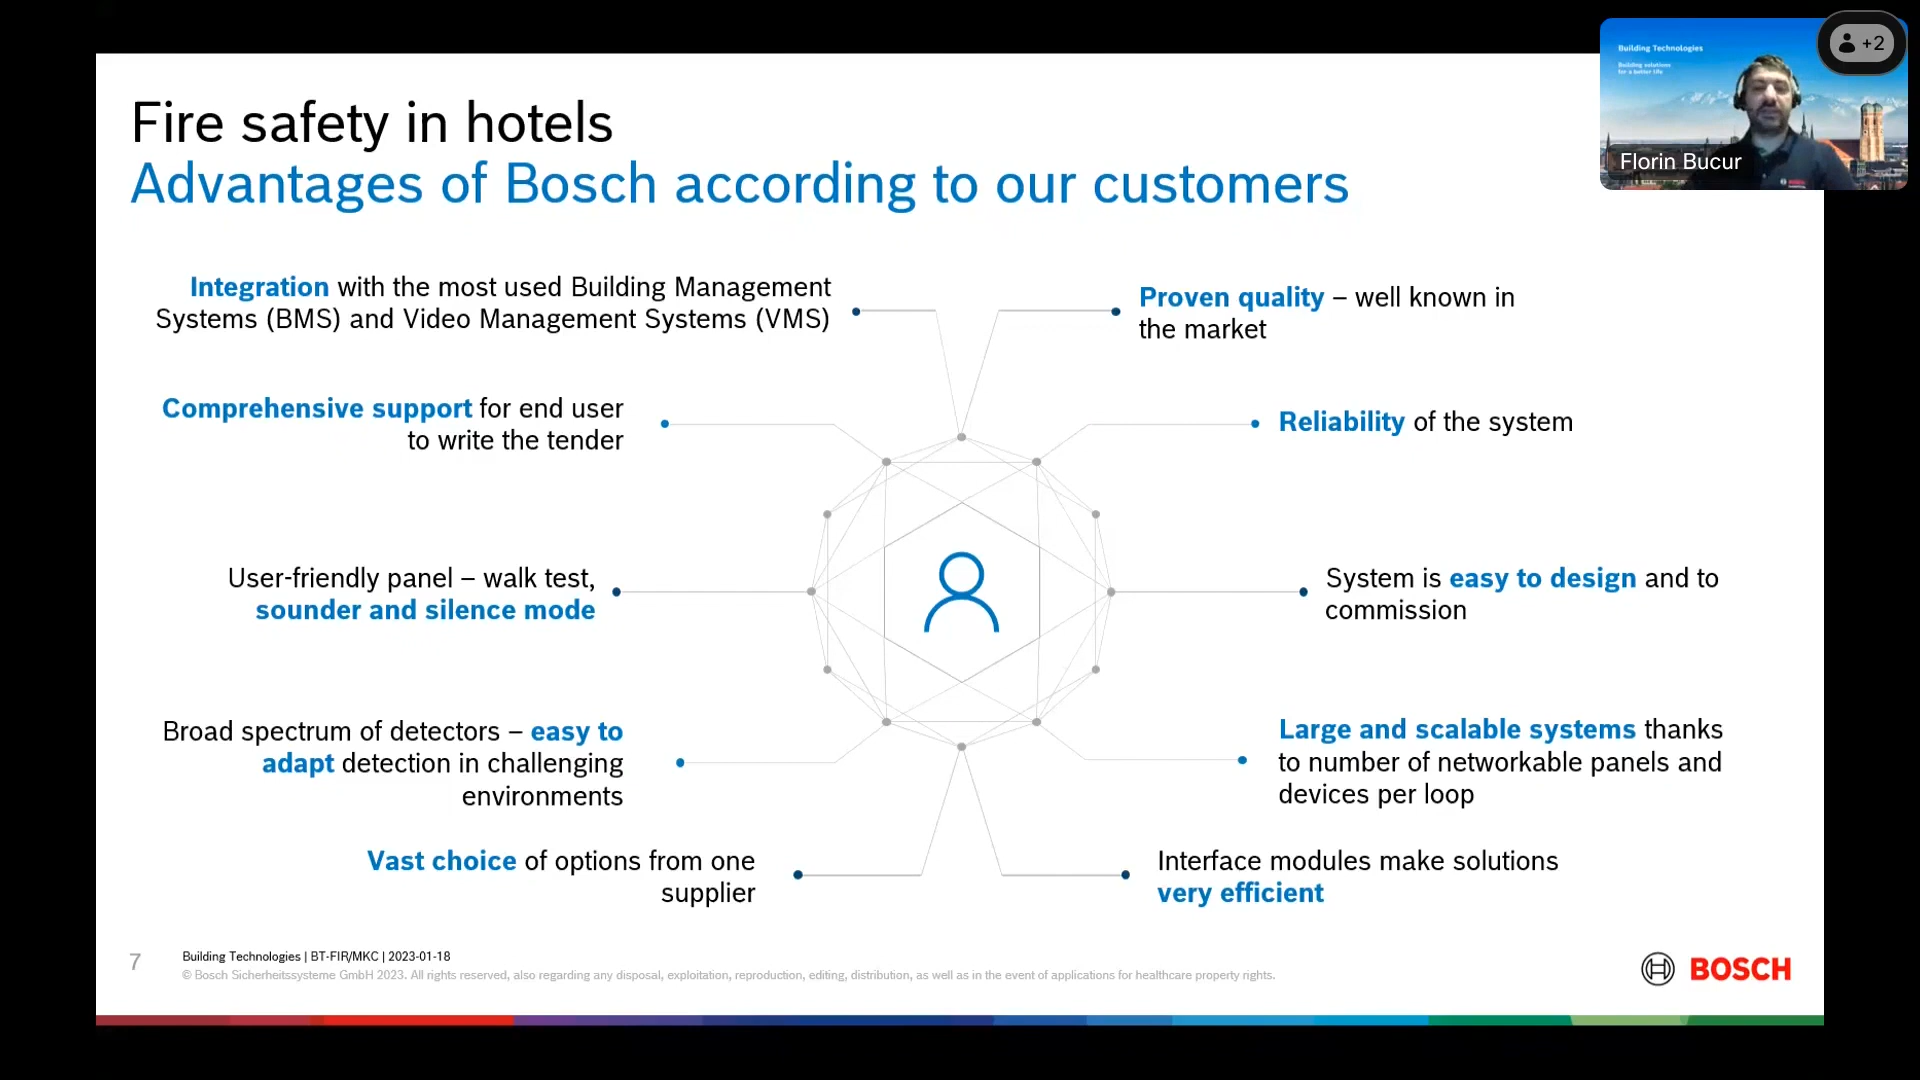 Fire safety in hotels
Advantages of Bosch according to our customers
Building Technologies
Building solutions
for a better life
+2
Florin Bucur
Integration with the most used Building Management
Systems (BMS) and Video Management Systems (VMS)
Proven quality – well known in
the market
Comprehensive support for end user
to write the tender
Reliability of the system
User-friendly panel – walk test,
sounder and silence mode
System is easy to design and to
commission
Broad spectrum of detectors – easy to
adapt detection in challenging
environments
Large and scalable systems thanks
to number of networkable panels and
devices per loop
Vast choice of options from one
supplier
Interface modules make solutions
very efficient
7
Building Technologies | BT-FIR/MKC | 2023-01-18
© Bosch Sicherheitssysteme GmbH 2023. All rights reserved, also regarding any disposal, exploitation, reproduction, editing, distribution, as well as in the event of applications for healthcare property rights.
BOSCH